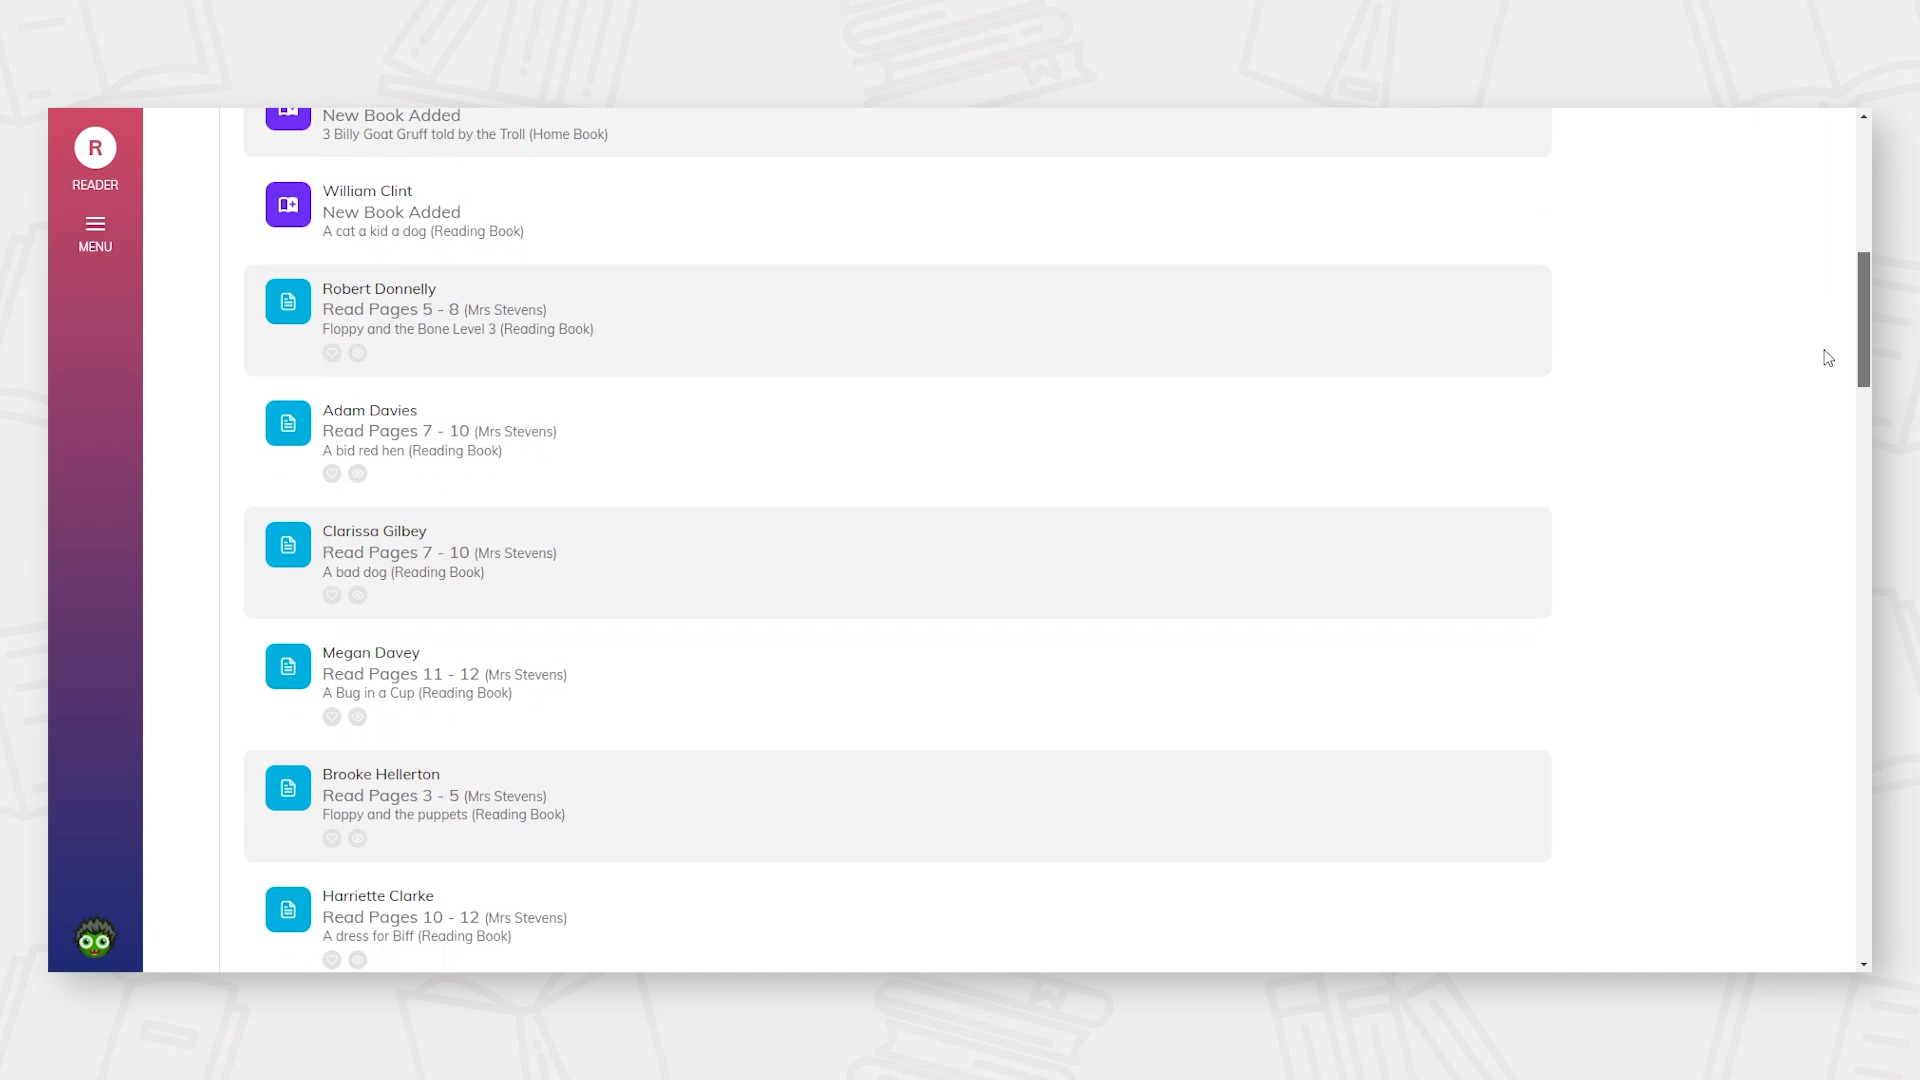 R
READER
MENU
New Book Added
3 Billy Goat Gruff told by the Troll (Home Book)
William Clint
New Book Added
A cat a kid a dog (Reading Book)
Robert Donnelly
Read Pages 5 - 8 (Mrs Stevens)
Floppy and the Bone Level 3 (Reading Book)
Adam Davies
Read Pages 7 - 10 (Mrs Stevens)
A bid red hen (Reading Book)
Clarissa Gilbey
Read Pages 7 - 10 (Mrs Stevens)
A bad dog (Reading Book)
Megan Davey
Read Pages 11 - 12 (Mrs Stevens)
A Bug in a Cup (Reading Book)
Brooke Hellerton
Read Pages 3 - 5 (Mrs Stevens)
Floppy and the puppets (Reading Book)
Harriette Clarke
Read Pages 10 - 12 (Mrs Stevens)
A dress for Biff (Reading Book)